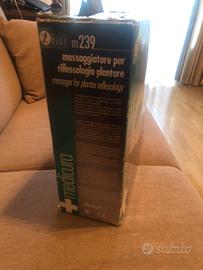 m239
massaggiatore per
riflessologia plantare
massager for plantar reflexology
medicura
subito